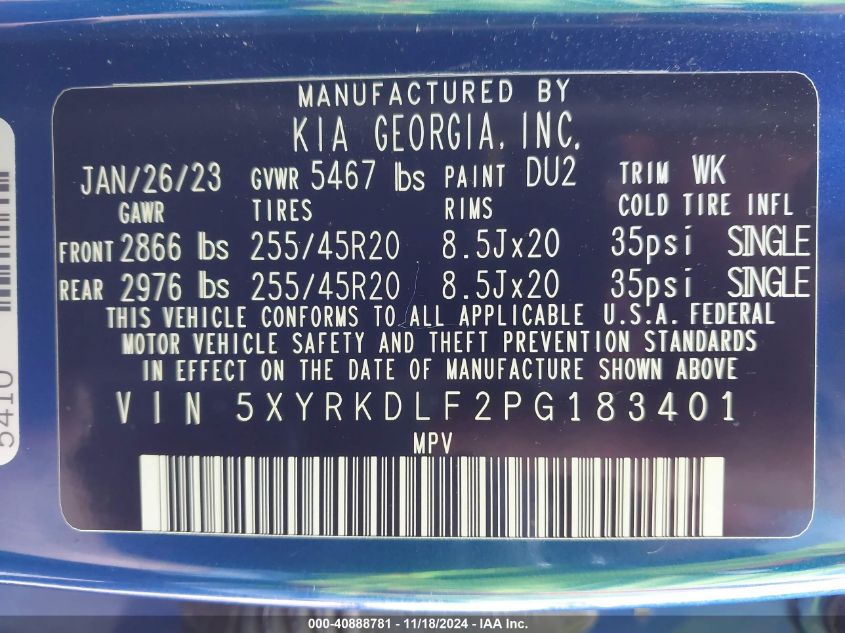 MANUFACTURED BY
KIA GEORGIA, INC.
JAN/26/23 GVWR 5467 lbs PAINT DU2 TRIM WK
GAWR TIRES RIMS COLD TIRE INFL
FRONT 2866 lbs 255/45R20 8.5Jx20 35psi SINGLE
REAR 2976 lbs 255/45R20 8.5Jx20 35psi SINGLE
THIS VEHICLE CONFORMS TO ALL APPLICABLE U.S.A. FEDERAL
MOTOR VEHICLE SAFETY AND THEFT PREVENTION STANDARDS
IN EFFECT ON THE DATE OF MANUFACTURE SHOWN ABOVE
VIN 5XYRKDLF2PG183401
MPV
5410
000-40888781 - 11/18/2024 - IAA Inc.